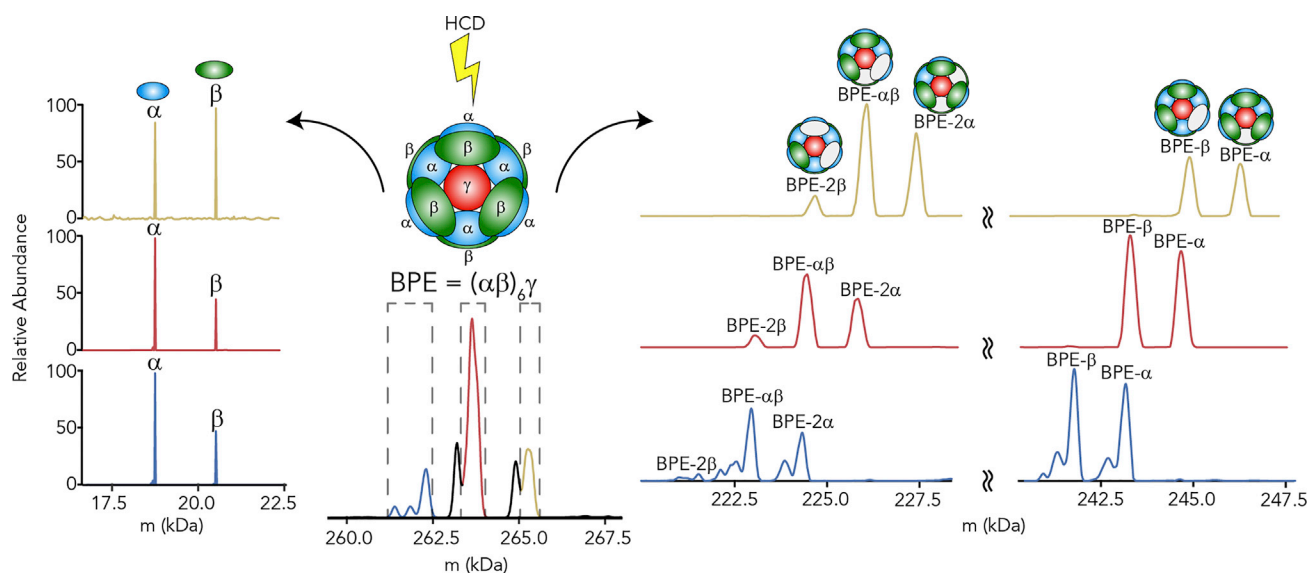 HCD
α
β
α
β
α
α
β
γ
β
β
α
α
α
β
β
BPE = (αβ)₆γ
Relative Abundance
100
50
0
α
β
100
50
0
α
β
100
50
0
α
β
17.5 20.0 22.5
m (kDa)
260.0 262.5 265.0 267.5
m (kDa)
BPE-2β
BPE-αβ
BPE-2α
BPE-β
BPE-α
BPE-2β
BPE-αβ
BPE-2α
BPE-β
BPE-α
BPE-2β
BPE-αβ
BPE-2α
BPE-β
BPE-α
222.5 225.0 227.5
242.5 245.0 247.5
m (kDa)
m (kDa)